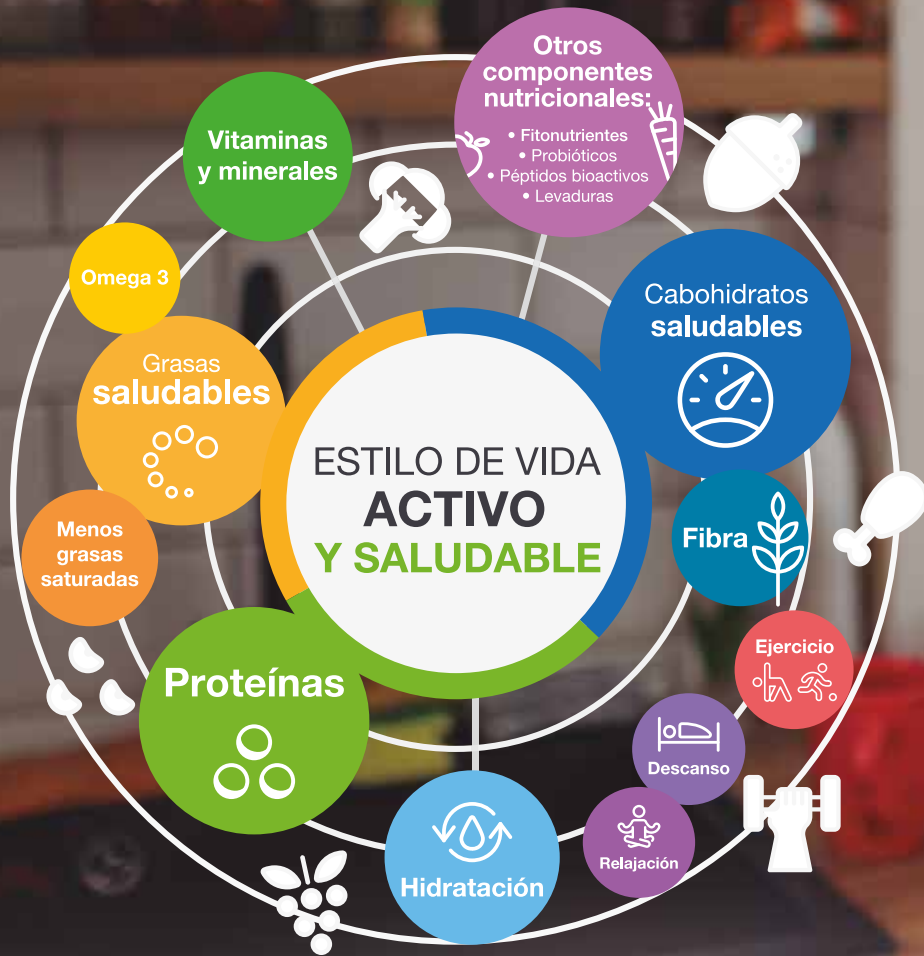 Otros
componentes
nutricionales:
• Fitonutrientes
• Probióticos
• Péptidos bioactivos
• Levaduras
Vitaminas
y minerales
Omega 3
Grasas
saludables
Cabohidratos
saludables
ESTILO DE VIDA
ACTIVO
Y SALUDABLE
Menos
grasas
saturadas
Fibra
Proteínas
Ejercicio
Descanso
Relajación
Hidratación